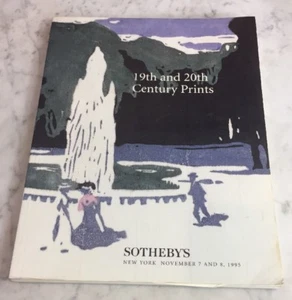 19th and 20th
Century Prints
SOTHEBY'S
NEW YORK NOVEMBER 7 AND 8, 1995